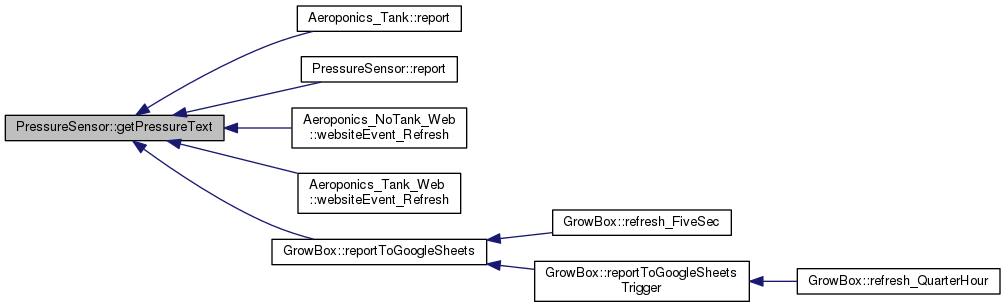 Aeroponics_Tank::report
PressureSensor::report
PressureSensor::getPressureText
Aeroponics_NoTank_Web
::websiteEvent_Refresh
Aeroponics_Tank_Web
::websiteEvent_Refresh
GrowBox::reportToGoogleSheets
GrowBox::refresh_FiveSec
GrowBox::reportToGoogleSheets
Trigger
GrowBox::refresh_QuarterHour